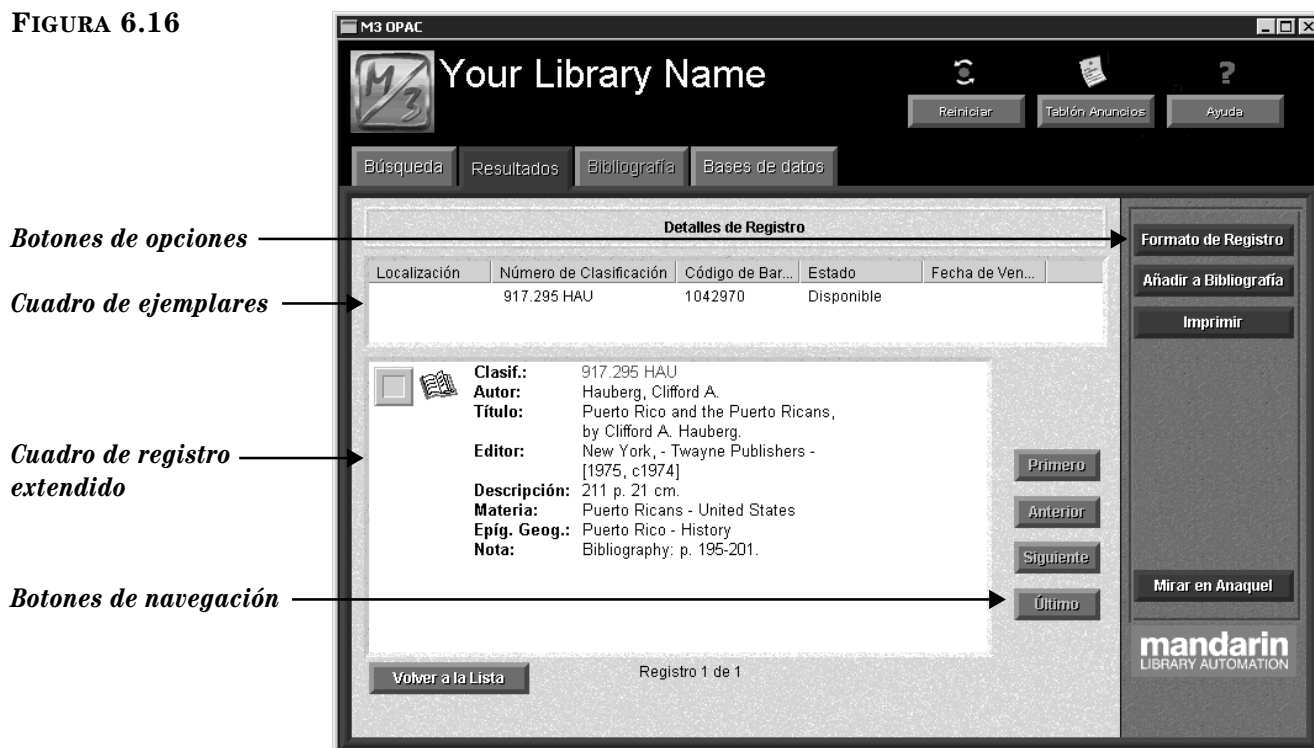 FIGURA 6.16
M3 OPAC
M/3
Your Library Name
Reiniciar
Tablón Anuncios
Ayuda
Búsqueda
Resultados
Bibliografía
Bases de datos
Botones de opciones
Detalles de Registro
Formato de Registro
Localización Número de Clasificación Código de Bar... Estado Fecha de Ven...
Añadir a Bibliografía
Cuadro de ejemplares
917.295 HAU 1042970 Disponible
Imprimir
Clasif.: 917.295 HAU
Autor: Hauberg, Clifford A.
Título: Puerto Rico and the Puerto Ricans,
by Clifford A. Hauberg.
Cuadro de registro
extendido
Editor: New York, - Twayne Publishers -
[1975, c1974]
Descripción: 211 p. 21 cm.
Materia: Puerto Ricans - United States
Epíg. Geog.: Puerto Rico - History
Nota: Bibliography: p. 195-201.
Primero
Anterior
Siguiente
Botones de navegación
Último
Mirar en Anaquel
mandarin
LIBRARY AUTOMATION
Volver a la Lista
Registro 1 de 1